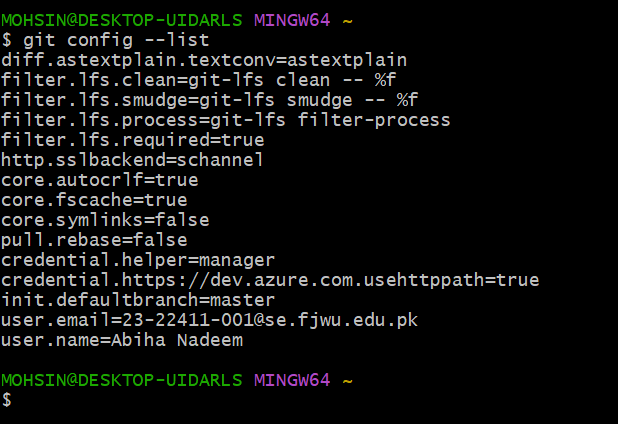 MOHSIN@DESKTOP-UIDARLS MINGW64 ~
$ git config --list
diff.astextplain.textconv=astextplain
filter.lfs.clean=git-lfs clean -- %f
filter.lfs.smudge=git-lfs smudge -- %f
filter.lfs.process=git-lfs filter-process
filter.lfs.required=true
http.sslbackend=schannel
core.autocrlf=true
core.fscache=true
core.symlinks=false
pull.rebase=false
credential.helper=manager
credential.https://dev.azure.com.usehttppath=true
init.defaultbranch=master
user.email=23-22411-001@se.fjwu.edu.pk
user.name=Abiha Nadeem
MOHSIN@DESKTOP-UIDARLS MINGW64 ~
$